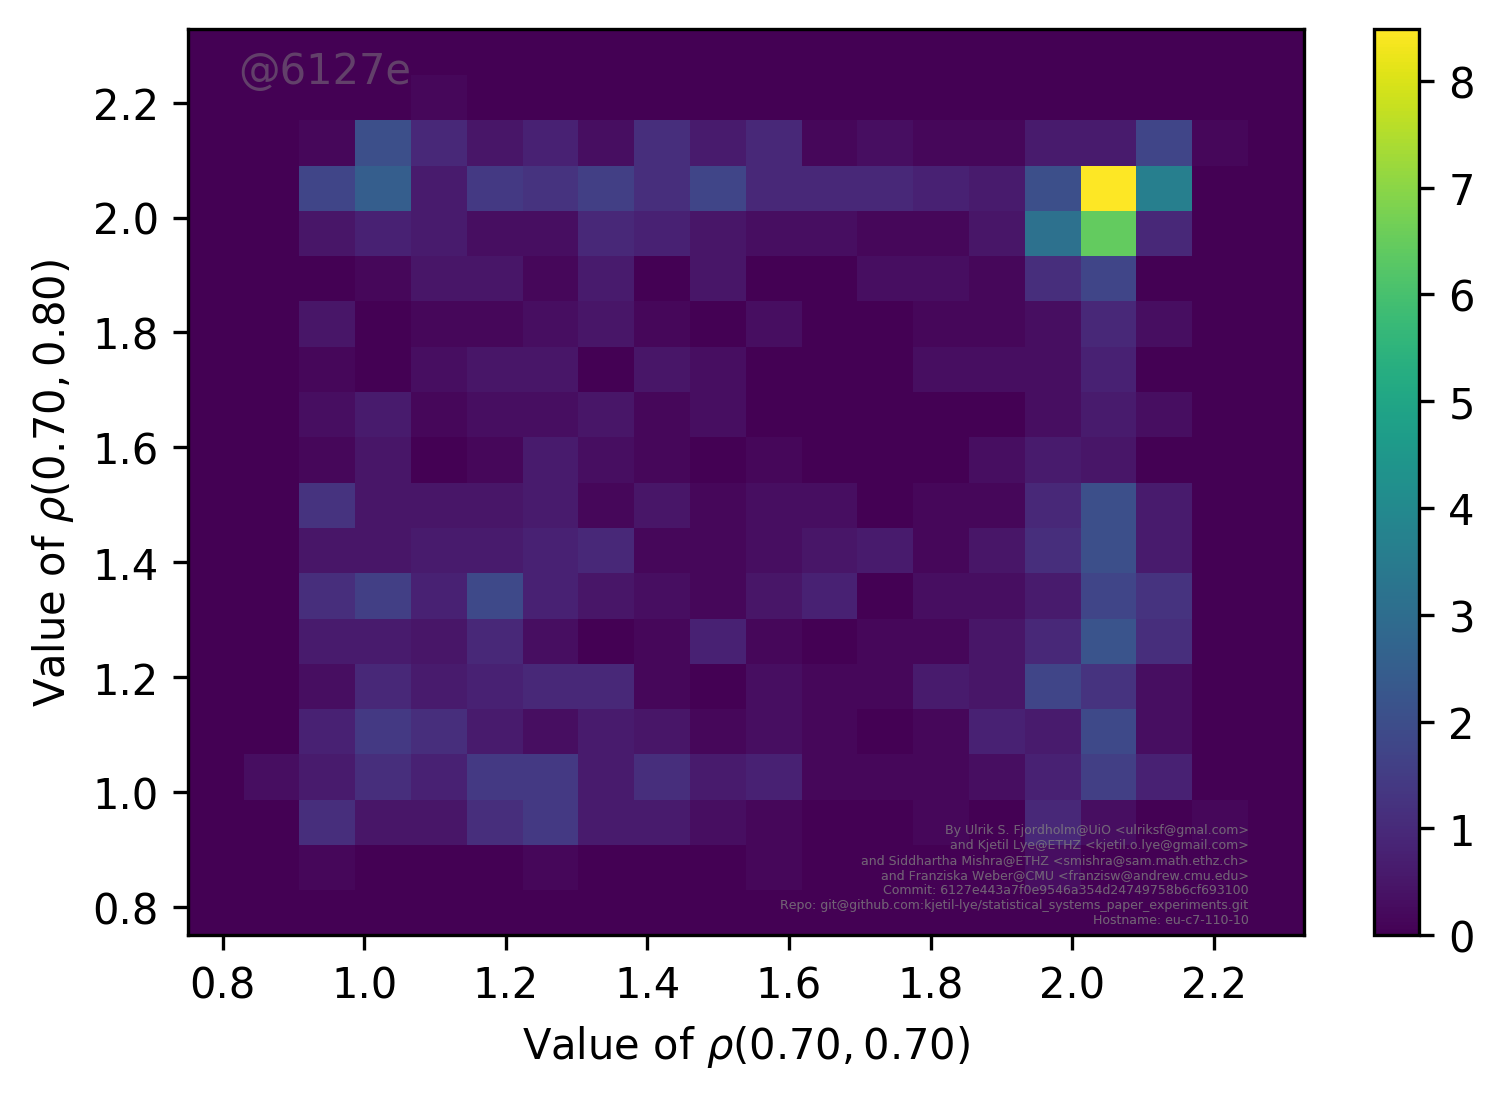 @6127e
2.2
2.0
1.8
1.6
1.4
1.2
1.0
0.8
Value of ρ(0.70, 0.80)
0.8 1.0 1.2 1.4 1.6 1.8 2.0 2.2
Value of ρ(0.70, 0.70)
8
7
6
5
4
3
2
1
0
By Ulrik S. Fjordholm@UiO <ulriksf@gmal.com>
and Kjetil Lye@ETHZ <kjetil.o.lye@gmail.com>
and Siddhartha Mishra@ETHZ <smishra@sam.math.ethz.ch>
and Franziska Weber@CMU <franzisw@andrew.cmu.edu>
Commit: 6127e443a7f0e9546a354d24749758b6cf693100
Repo: git@github.com:kjetil-lye/statistical_systems_paper_experiments.git
Hostname: eu-c7-110-10